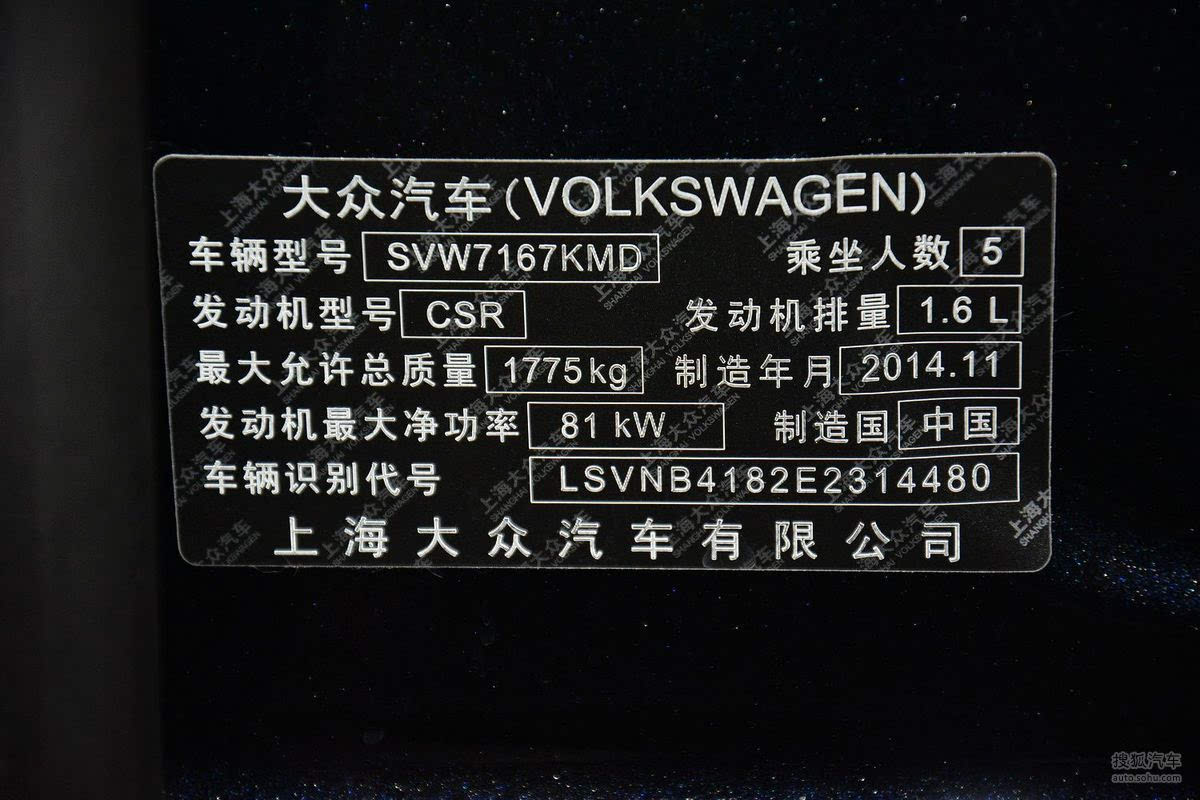 大众汽车(VOLKSWAGEN)
车辆型号 SVW7167KMD 乘坐人数 5
发动机型号 CSR 发动机排量 1.6 L
最大允许总质量 1775kg 制造年月 2014.11
发动机最大净功率 81 kW 制造国 中国
车辆识别代号 LSVNB4182E2314480
上海大众汽车有限公司
搜狐汽车
auto.sohu.com